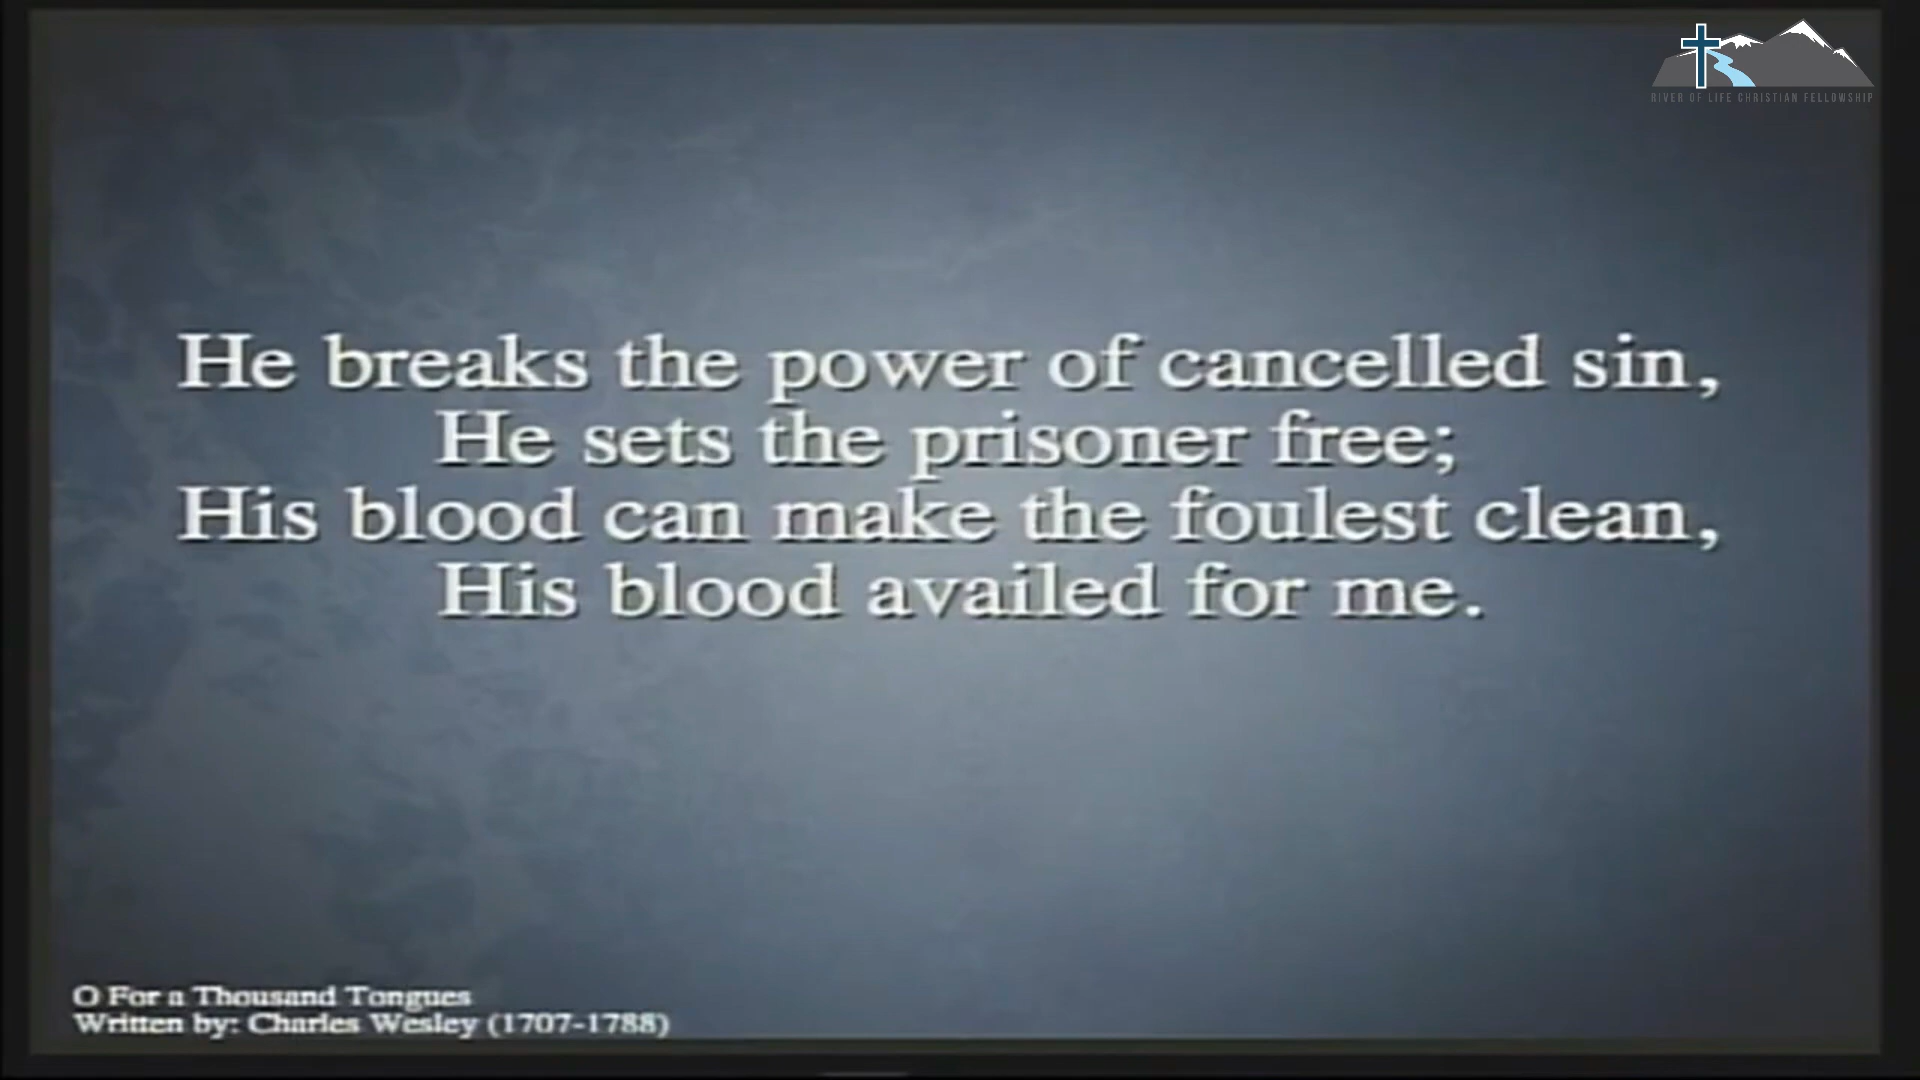 RIVER OF LIFE CHRISTIAN FELLOWSHIP
He breaks the power of cancelled sin,
He sets the prisoner free;
His blood can make the foulest clean,
His blood availed for me.
O For a Thousand Tongues
Written by: Charles Wesley (1707-1788)